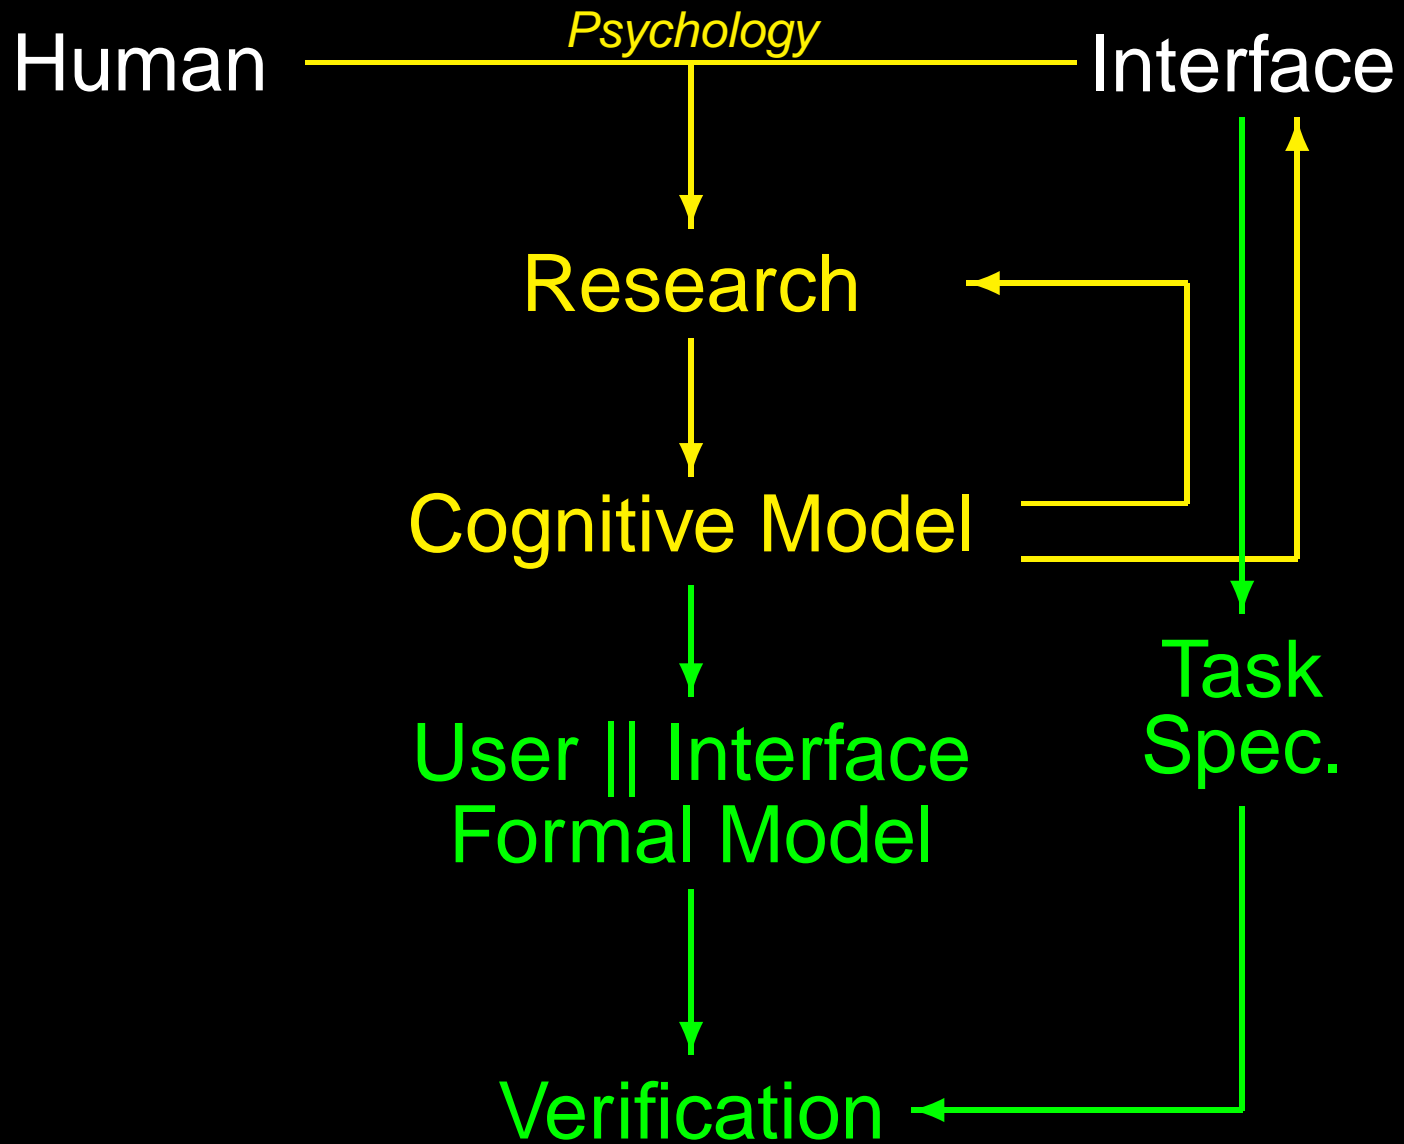 Psychology
Human
Interface
Research
Cognitive Model
Task
Spec.
User || Interface
Formal Model
Verification